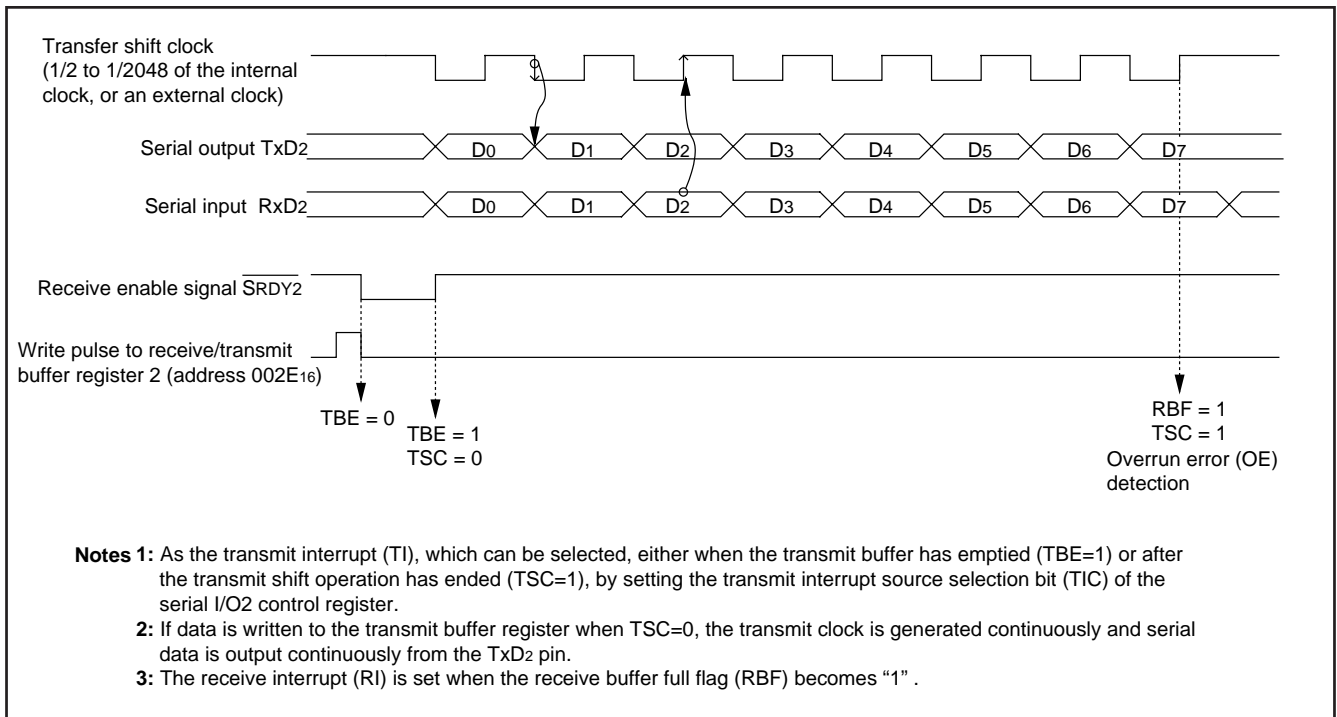 Transfer shift clock
(1/2 to 1/2048 of the internal
clock, or an external clock)
Serial output TxD2
D0 D1 D2 D3 D4 D5 D6 D7
Serial input RxD2
D0 D1 D2 D3 D4 D5 D6 D7
Receive enable signal SRDY2
Write pulse to receive/transmit
buffer register 2 (address 002E16)
TBE = 0
TBE = 1
TSC = 0
RBF = 1
TSC = 1
Overrun error (OE)
detection
Notes 1: As the transmit interrupt (TI), which can be selected, either when the transmit buffer has emptied (TBE=1) or after
the transmit shift operation has ended (TSC=1), by setting the transmit interrupt source selection bit (TIC) of the
serial I/O2 control register.
2: If data is written to the transmit buffer register when TSC=0, the transmit clock is generated continuously and serial
data is output continuously from the TxD2 pin.
3: The receive interrupt (RI) is set when the receive buffer full flag (RBF) becomes “1” .